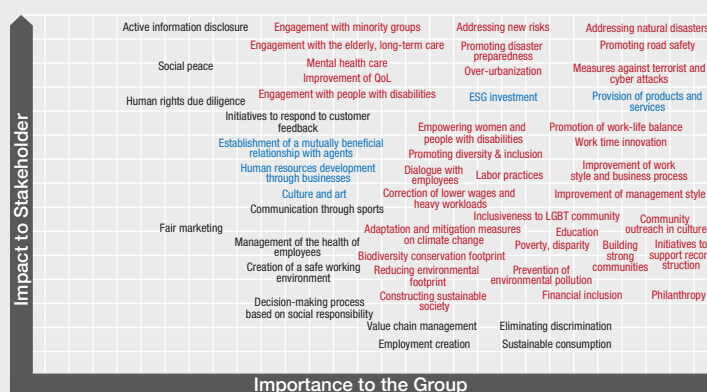 Impact to Stakeholder
Active information disclosure
Engagement with minority groups
Addressing new risks
Addressing natural disasters
Engagement with the elderly, long-term care
Promoting disaster
preparedness
Promoting road safety
Social peace
Mental health care
Improvement of QoL
Over-urbanization
Measures against terrorist and
cyber attacks
Human rights due diligence
Engagement with people with disabilities
ESG investment
Provision of products and
services
Initiatives to respond to customer
feedback
Empowering women and
people with disabilities
Promotion of work-life balance
Establishment of a mutually beneficial
relationship with agents
Promoting diversity & inclusion
Work time innovation
Human resources development
through businesses
Dialogue with
employees
Labor practices
Improvement of work
style and business process
Culture and art
Correction of lower wages and
heavy workloads
Improvement of management style
Communication through sports
Inclusiveness to LGBT community
Community
outreach in culture
Fair marketing
Adaptation and mitigation measures
on climate change
Education
Management of the health of
employees
Poverty, disparity
Building
strong
communities
Initiatives to
support recon
struction
Biodiversity conservation footprint
Creation of a safe working
environment
Reducing environmental
footprint
Prevention of
environmental pollution
Decision-making process
based on social responsibility
Constructing sustainable
society
Financial inclusion
Philanthropy
Value chain management
Eliminating discrimination
Employment creation
Sustainable consumption
Importance to the Group